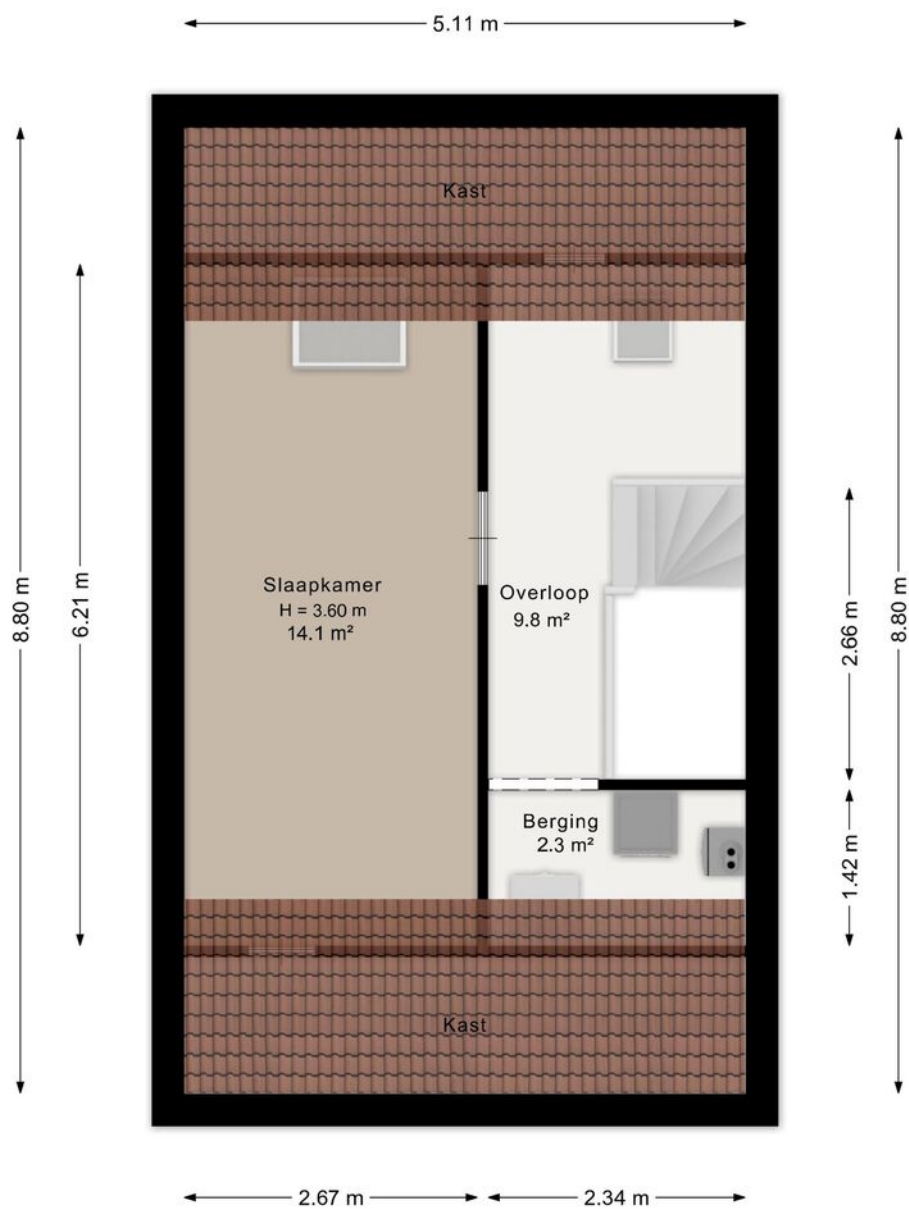 5.11 m
Kast
8.80 m
6.21 m
Slaapkamer
H = 3.60 m
14.1 m²
Overloop
9.8 m²
2.66 m
8.80 m
Berging
2.3 m²
1.42 m
Kast
2.67 m
2.34 m